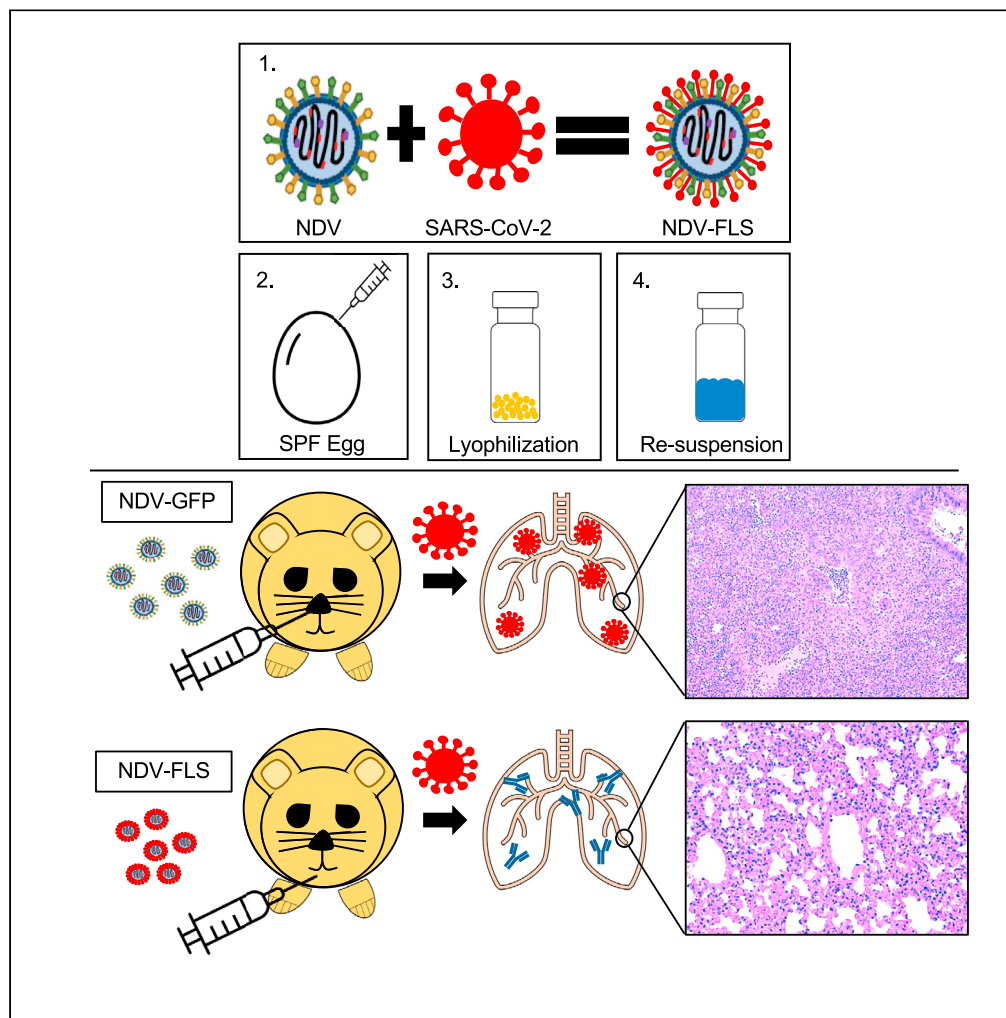 1.
NDV
SARS-CoV-2
NDV-FLS
2.
SPF Egg
3.
Lyophilization
4.
Re-suspension
NDV-GFP
NDV-FLS